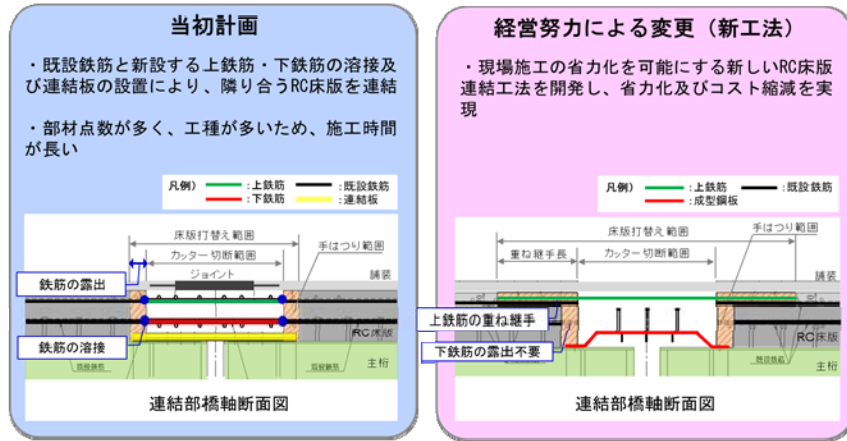 当初計画
・既設鉄筋と新設する上鉄筋・下鉄筋の溶接及
び連結板の設置により、隣り合うRC床版を連結
・部材点数が多く、工種が多いため、施工時間
が長い
凡例）
：上鉄筋
：既設鉄筋
：下鉄筋
：連結板
床版打替え範囲
手はつり範囲
カッター切断範囲
ジョイント
鉄筋の露出
舗装
鉄筋の溶接
RC床版
既設鉄筋
既設鉄筋
主桁
連結部橋軸断面図
経営努力による変更（新工法）
・現場施工の省力化を可能にする新しいRC床版
連結工法を開発し、省力化及びコスト縮減を実
現
凡例）
：上鉄筋
：既設鉄筋
：成型鋼板
床版打替え範囲
手はつり範囲
重ね継手長
カッター切断範囲
舗装
上鉄筋の重ね継手
下鉄筋の露出不要
RC床版
既設鉄筋
主桁
連結部橋軸断面図